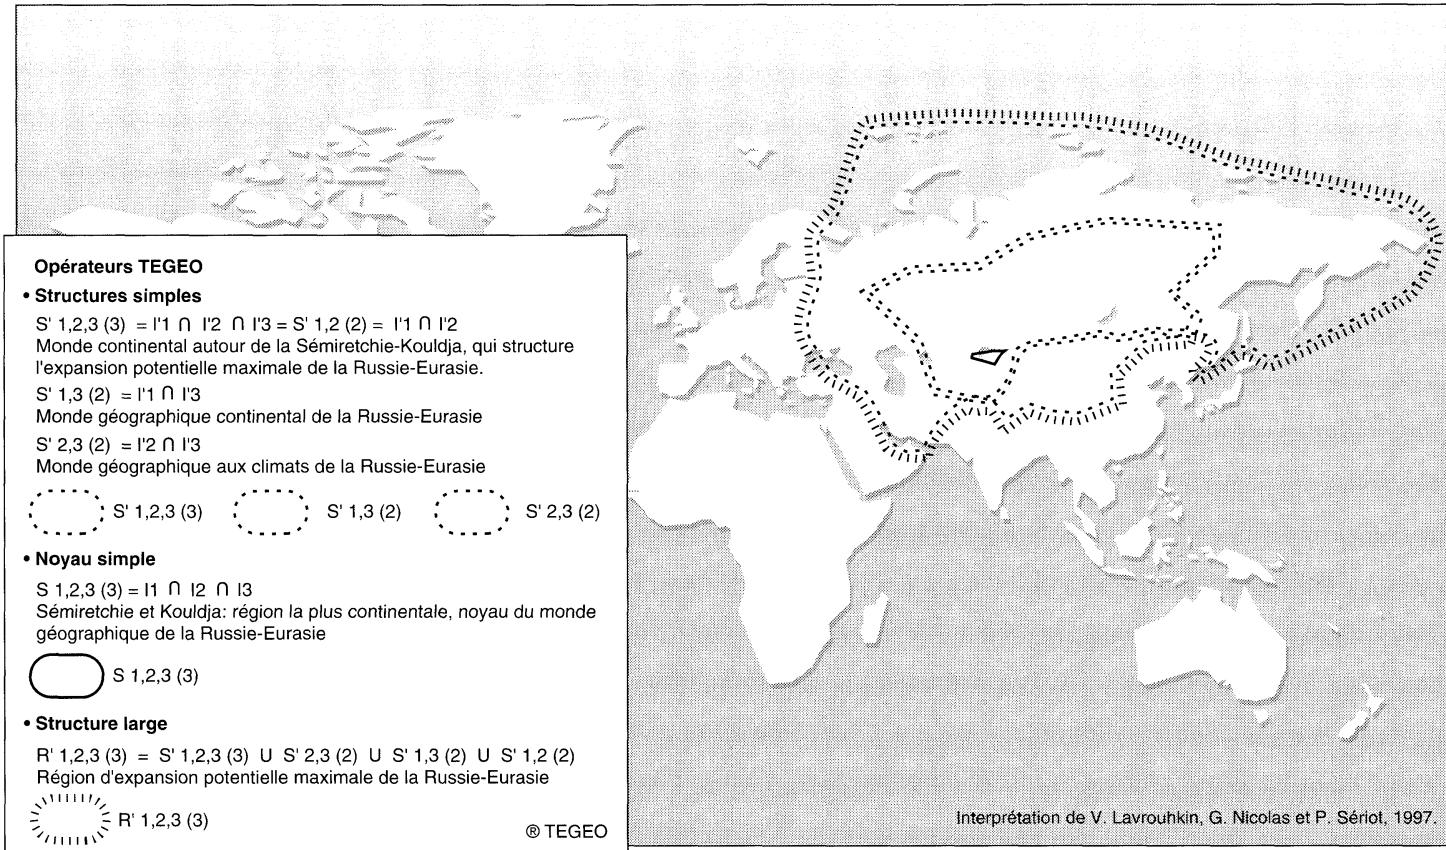 Opérateurs TEGEO
• Structures simples
S' 1,2,3 (3) = I'1 ∩ I'2 ∩ I'3 = S' 1,2 (2) = I'1 ∩ I'2
Monde continental autour de la Sémiretchie-Kouldja, qui structure
l'expansion potentielle maximale de la Russie-Eurasie.
S' 1,3 (2) = I'1 ∩ I'3
Monde géographique continental de la Russie-Eurasie
S' 2,3 (2) = I'2 ∩ I'3
Monde géographique aux climats de la Russie-Eurasie
S' 1,2,3 (3) S' 1,3 (2) S' 2,3 (2)
• Noyau simple
S 1,2,3 (3) = I1 ∩ I2 ∩ I3
Sémiretchie et Kouldja: région la plus continentale, noyau du monde
géographique de la Russie-Eurasie
S 1,2,3 (3)
• Structure large
R' 1,2,3 (3) = S' 1,2,3 (3) U S' 2,3 (2) U S' 1,3 (2) U S' 1,2 (2)
Région d'expansion potentielle maximale de la Russie-Eurasie
R' 1,2,3 (3)
® TEGEO
Interprétation de V. Lavrouhkin, G. Nicolas et P. Sériot, 1997.